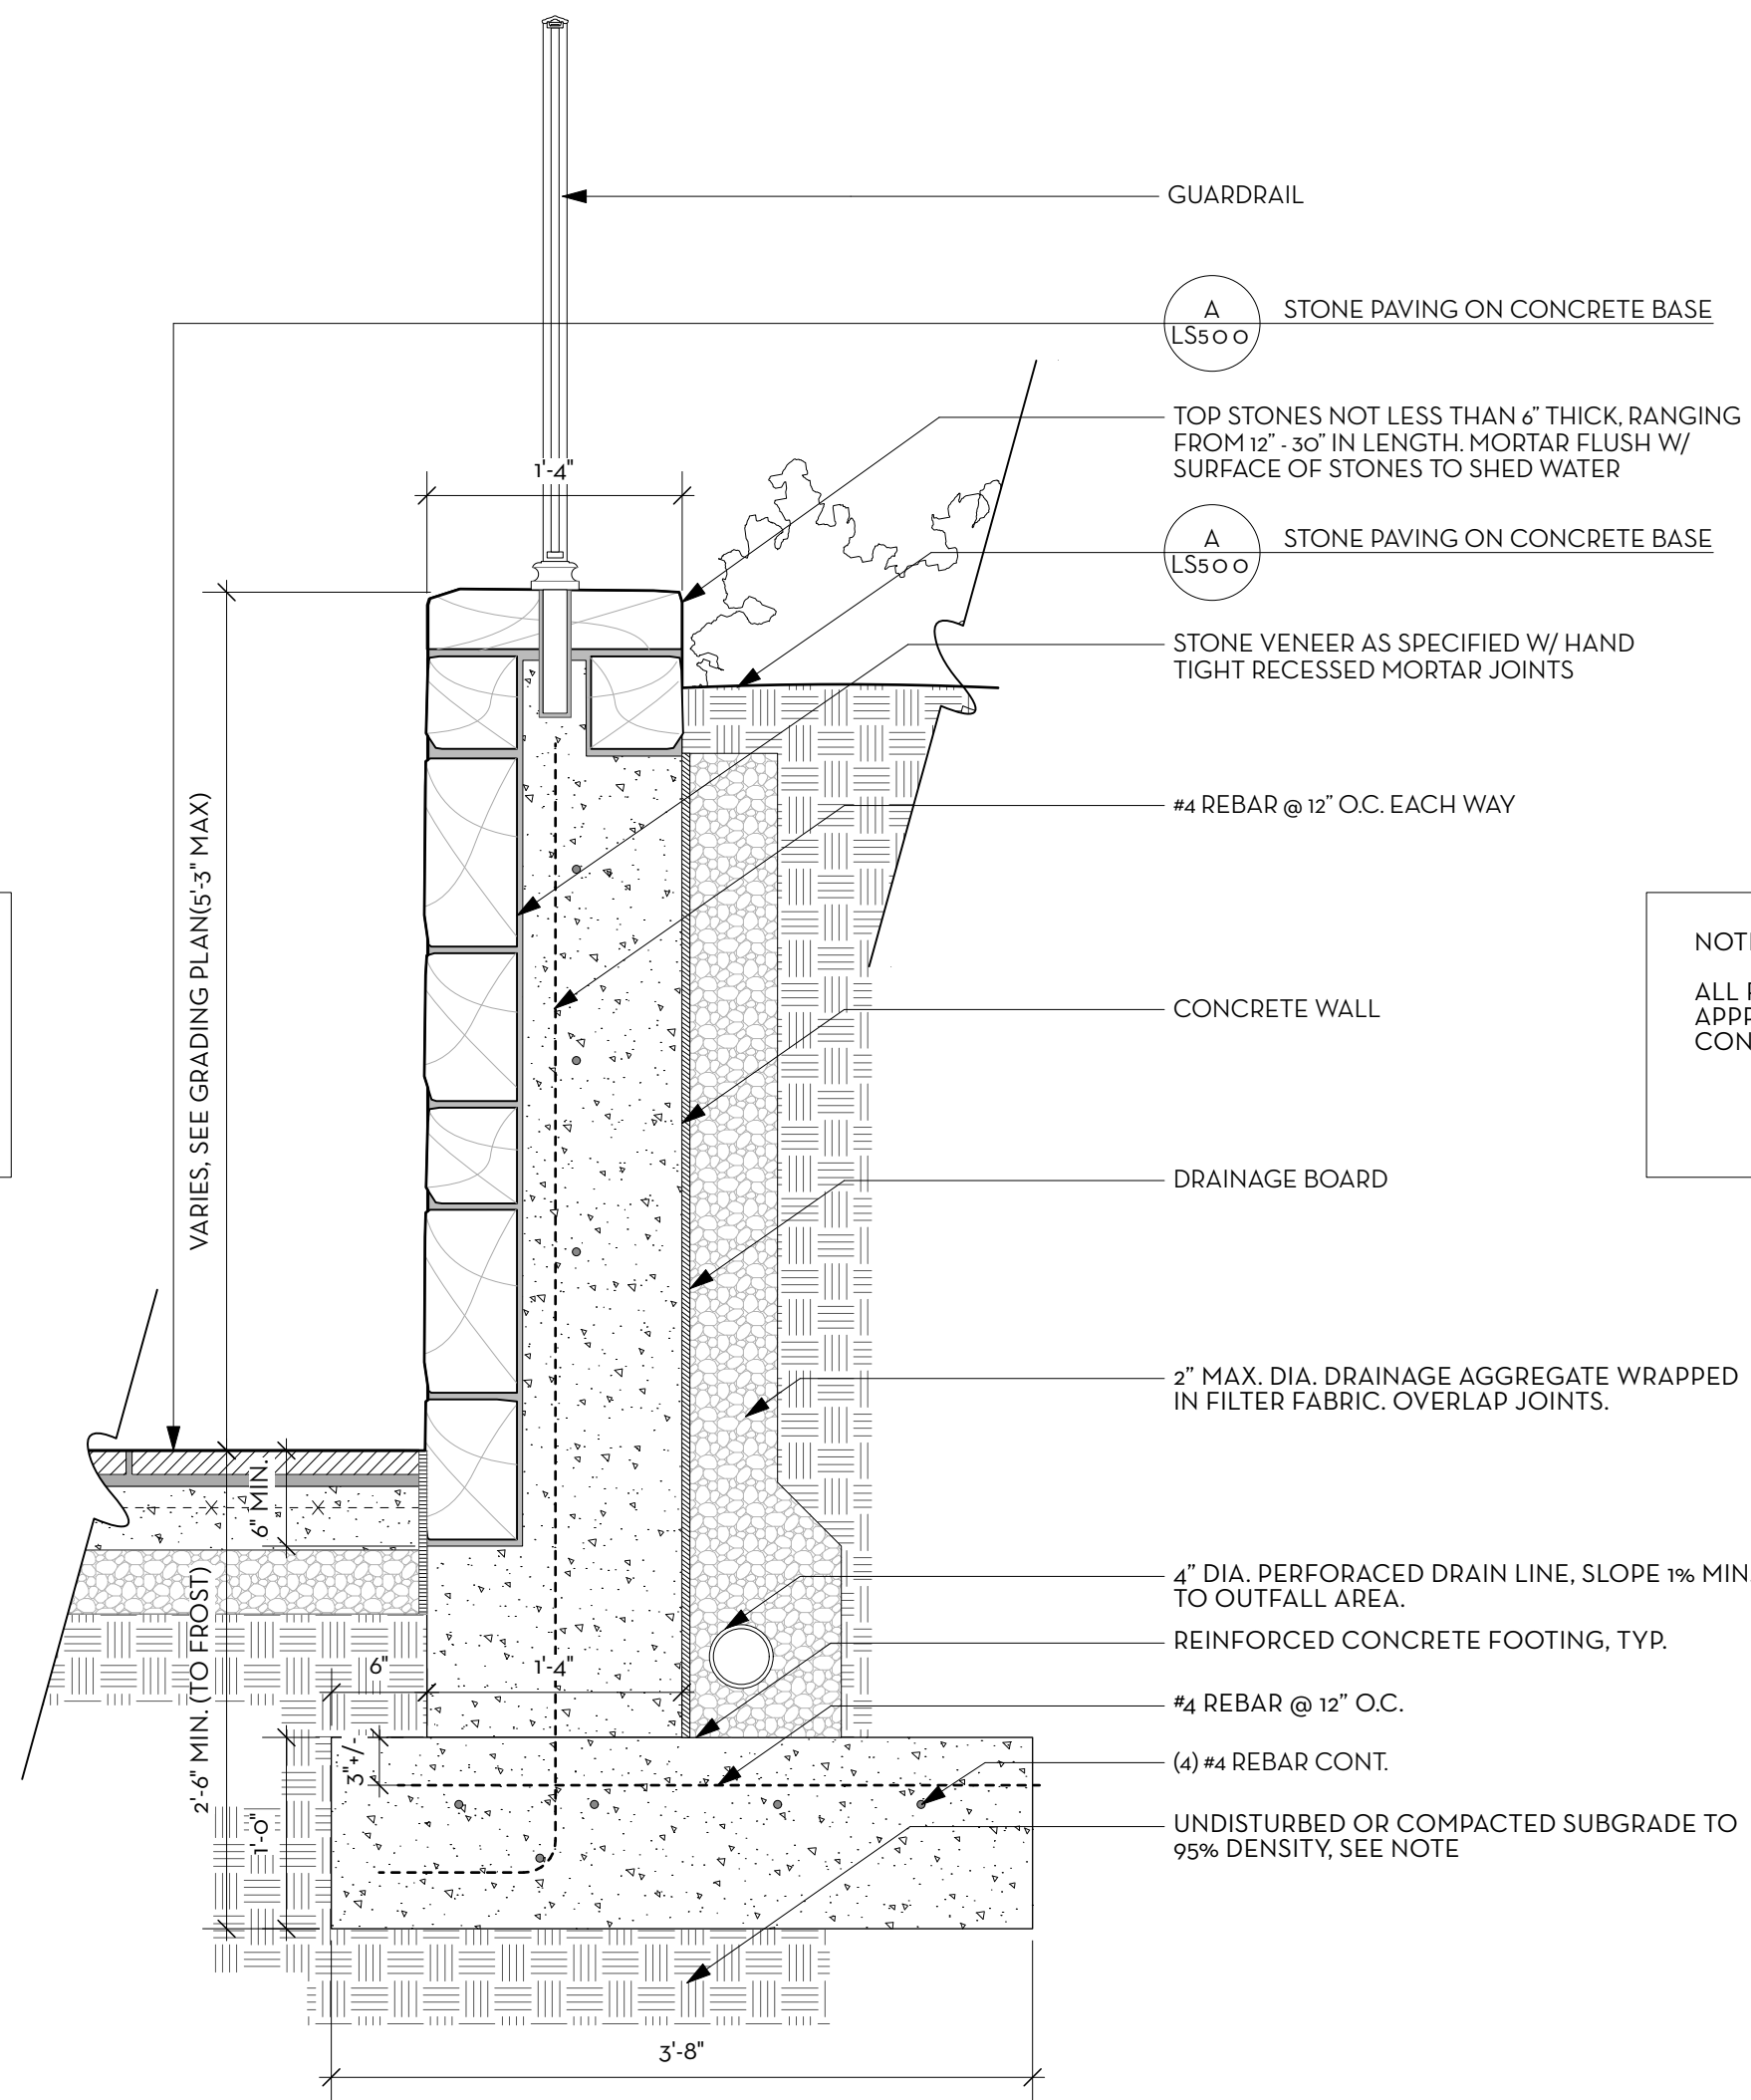 GUARDRAIL
A
LS500
STONE PAVING ON CONCRETE BASE
TOP STONES NOT LESS THAN 6" THICK, RANGING
FROM 12" - 30" IN LENGTH. MORTAR FLUSH W/
SURFACE OF STONES TO SHED WATER
1'-4"
A
LS500
STONE PAVING ON CONCRETE BASE
STONE VENEER AS SPECIFIED W/ HAND
TIGHT RECESSED MORTAR JOINTS
#4 REBAR @ 12" O.C. EACH WAY
VARIES, SEE GRADING PLAN(5'-3" MAX)
CONCRETE WALL
ALL
DRAINAGE BOARD
2" MAX. DIA. DRAINAGE AGGREGATE WRAPPED
IN FILTER FABRIC. OVERLAP JOINTS.
6" MIN.
4" DIA. PERFORACED DRAIN LINE, SLOPE 1% MIN.
TO OUTFALL AREA.
REINFORCED CONCRETE FOOTING, TYP.
6"
1'-4"
2'-6" MIN. (TO FROST)
#4 REBAR @ 12" O.C.
3"+/-
(4) #4 REBAR CONT.
1'-0"
UNDISTURBED OR COMPACTED SUBGRADE TO
95% DENSITY, SEE NOTE
3'-8"